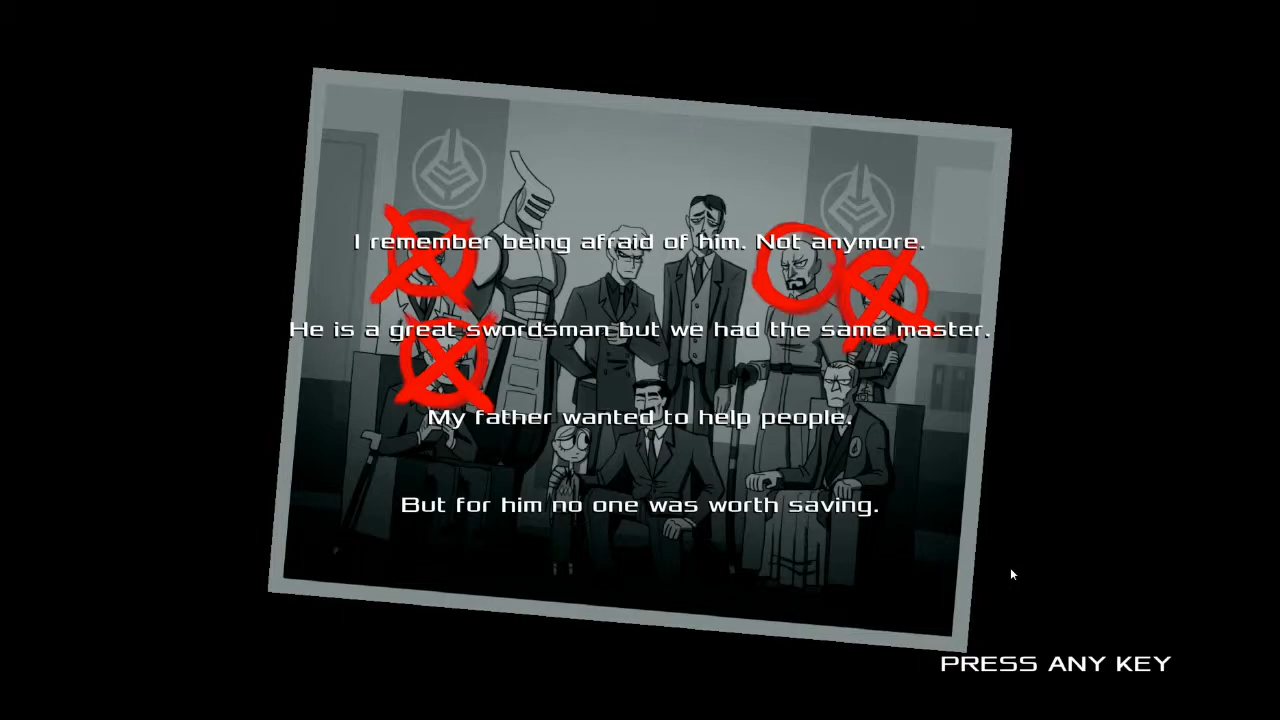 I remember being afraid of him. Not anymore.
He is a great swordsman but we had the same master.
My father wanted to help people.
But for him no one was worth saving.
PRESS ANY KEY